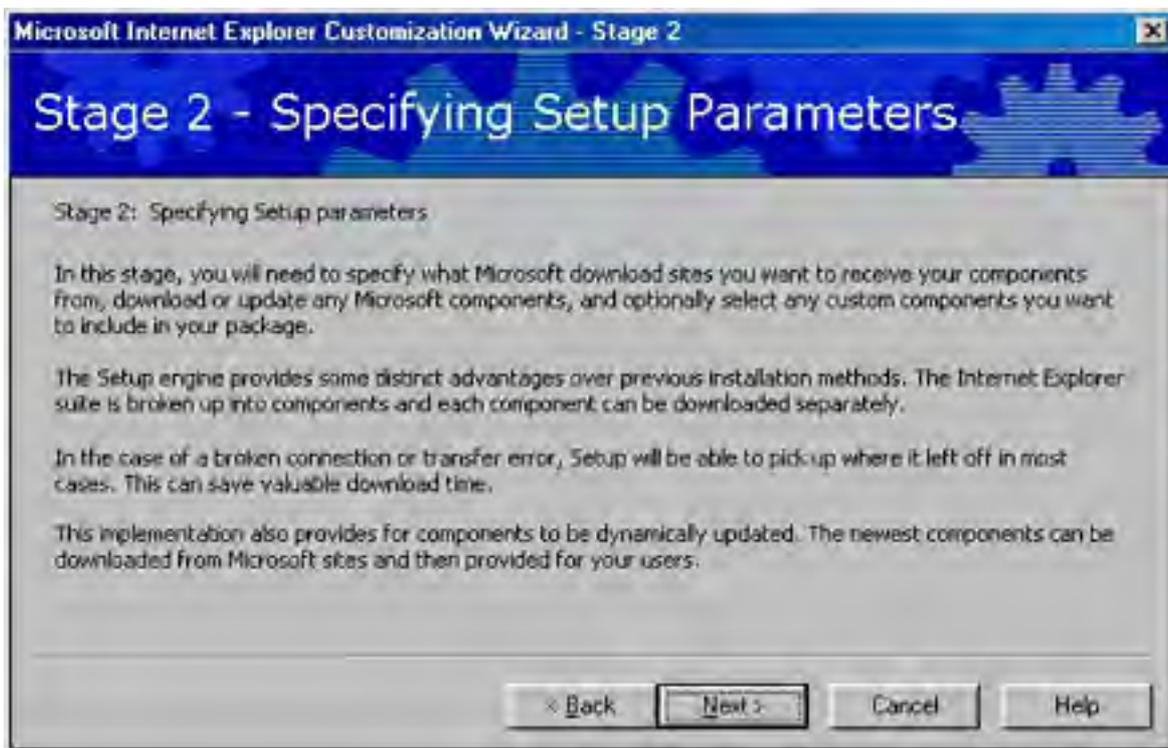 Microsoft Internet Explorer Customization Wizard - Stage 2
Stage 2 - Specifying Setup Parameters
Stage 2: Specifying Setup parameters
In this stage, you will need to specify what Microsoft download sites you want to receive your components
from, download or update any Microsoft components, and optionally select any custom components you want
to include in your package.
The Setup engine provides some distinct advantages over previous installation methods. The Internet Explorer
suite is broken up into components and each component can be downloaded separately.
In the case of a broken connection or transfer error, Setup will be able to pick up where it left off in most
cases. This can save valuable download time.
This implementation also provides for components to be dynamically updated. The newest components can be
downloaded from Microsoft sites and then provided for your users.
< Back Next > Cancel Help